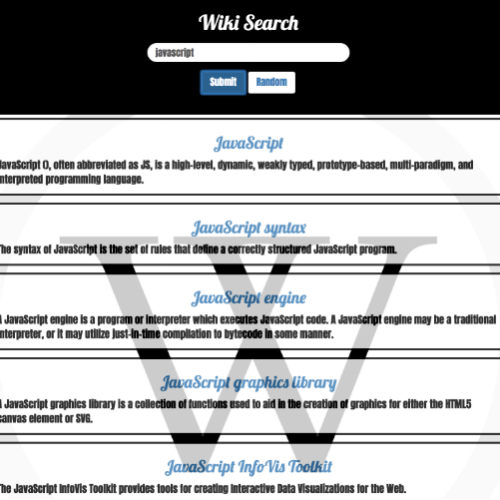 Wiki Search
javascript
Submit Random
JavaScript
JavaScript (), often abbreviated as JS, is a high-level, dynamic, weakly typed, prototype-based, multi-paradigm, and
interpreted programming language.
JavaScript syntax
The syntax of JavaScript is the set of rules that define a correctly structured JavaScript program.
JavaScript engine
A JavaScript engine is a program or interpreter which executes JavaScript code. A JavaScript engine may be a traditional
interpreter, or it may utilize just-in-time compilation to bytecode in some manner.
JavaScript graphics library
A JavaScript graphics library is a collection of functions used to aid in the creation of graphics for either the HTML5
canvas element or SVG.
JavaScript InfoVis Toolkit
The JavaScript InfoVis Toolkit provides tools for creating Interactive Data Visualizations for the Web.